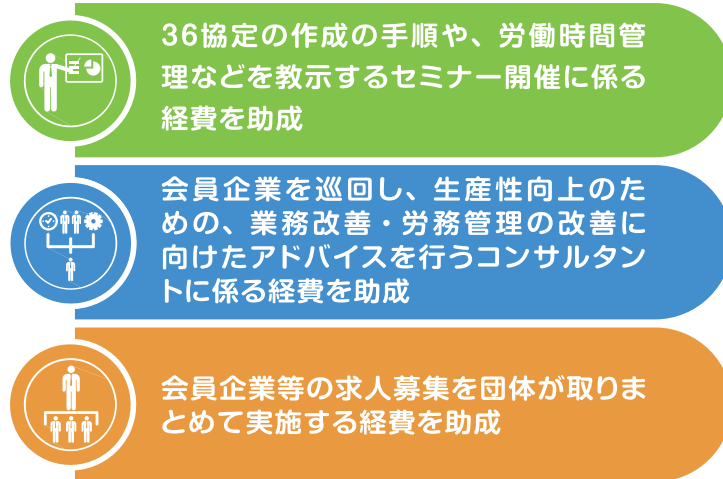 36協定の作成の手順や、労働時間管
理などを教示するセミナー開催に係る
経費を助成
会員企業を巡回し、生産性向上のた
めの、業務改善・労務管理の改善に
向けたアドバイスを行うコンサルタン
トに係る経費を助成
会員企業等の求人募集を団体が取りま
とめて実施する経費を助成